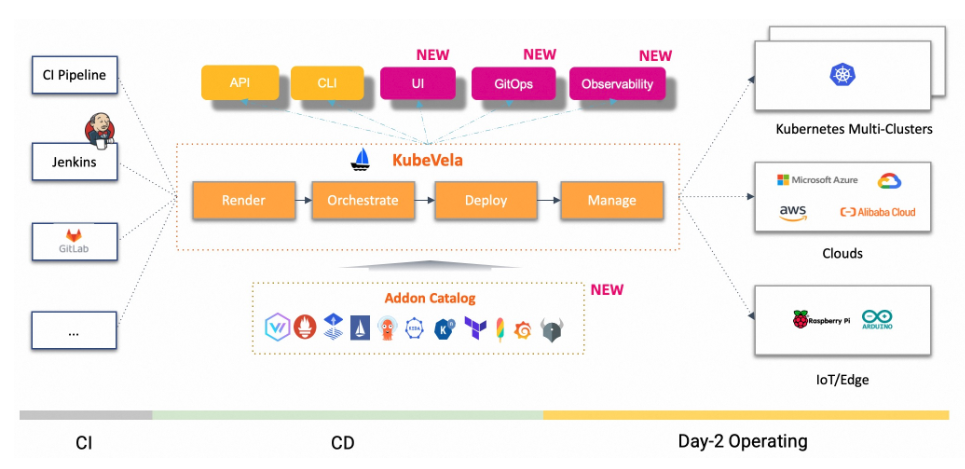 NEW
NEW
NEW
CI Pipeline
API
CLI
UI
GitOps
Observability
Kubernetes Multi-Clusters
Jenkins
KubeVela
Render
Orchestrate
Deploy
Manage
Microsoft Azure
aws
Alibaba Cloud
Clouds
GitLab
Addon Catalog
NEW
...
Raspberry Pi
ARDUINO
IoT/Edge
CI
CD
Day-2 Operating